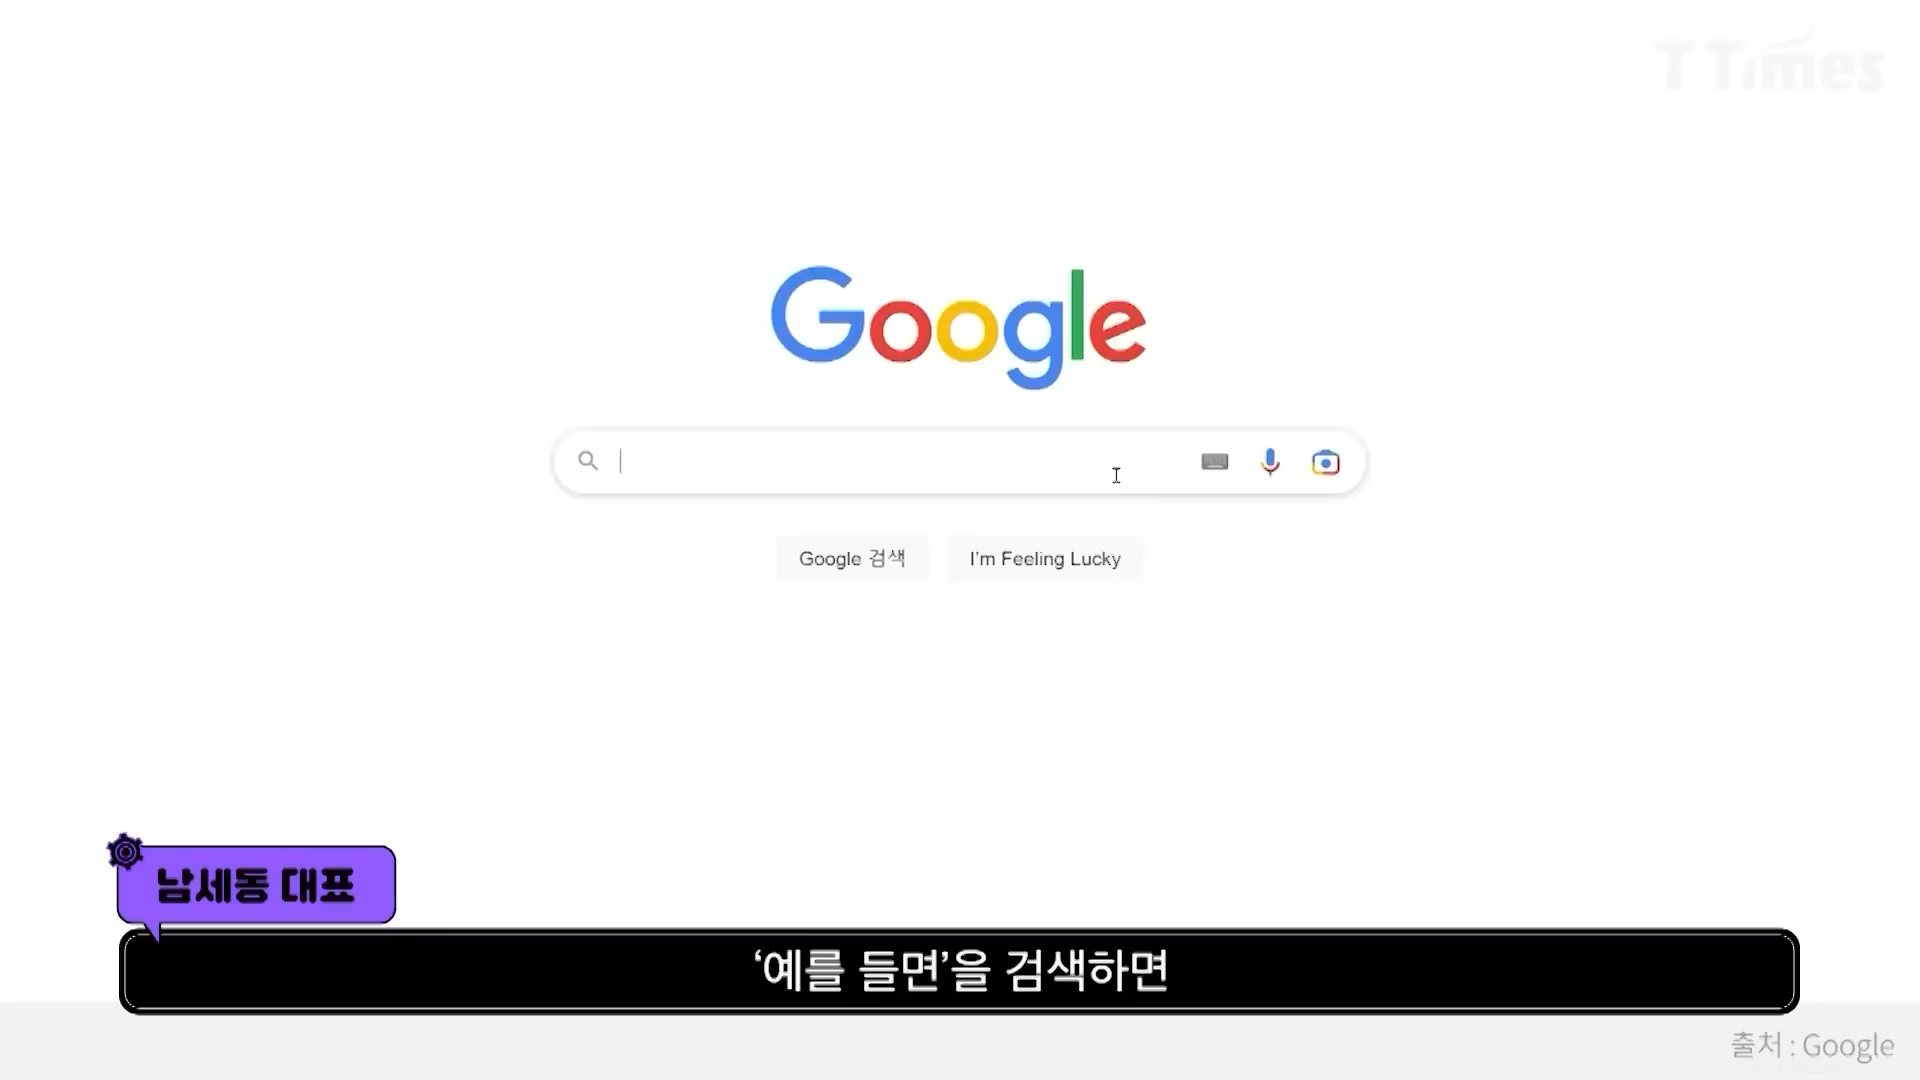 T Times
Google
Google 검색
I'm Feeling Lucky
남세동 대표
‘예를 들면’을 검색하면
출처 : Google